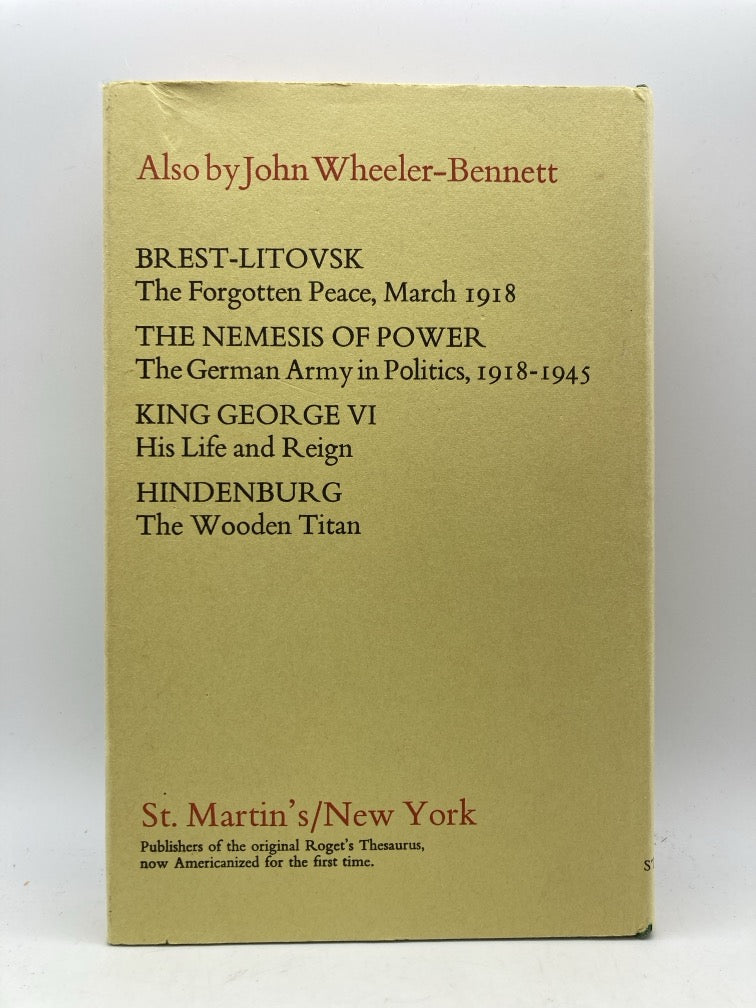 Also by John Wheeler-Bennett
BREST-LITOVSK
The Forgotten Peace, March 1918
THE NEMESIS OF POWER
The German Army in Politics, 1918-1945
KING GEORGE VI
His Life and Reign
HINDENBURG
The Wooden Titan
St. Martin's/New York
Publishers of the original Roget's Thesaurus,
now Americanized for the first time.